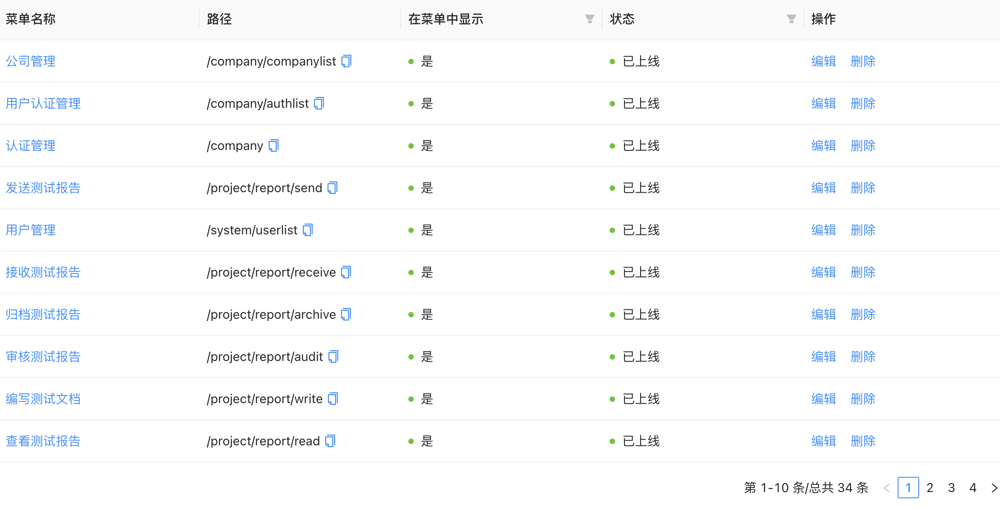 菜单名称 路径 在菜单中显示 状态 操作
公司管理 /company/companylist 是 已上线 编辑 删除
用户认证管理 /company/authlist 是 已上线 编辑 删除
认证管理 /company 是 已上线 编辑 删除
发送测试报告 /project/report/send 是 已上线 编辑 删除
用户管理 /system/userlist 是 已上线 编辑 删除
接收测试报告 /project/report/receive 是 已上线 编辑 删除
归档测试报告 /project/report/archive 是 已上线 编辑 删除
审核测试报告 /project/report/audit 是 已上线 编辑 删除
编写测试文档 /project/report/write 是 已上线 编辑 删除
查看测试报告 /project/report/read 是 已上线 编辑 删除
第 1-10 条/总共 34 条 < 1 2 3 4 >